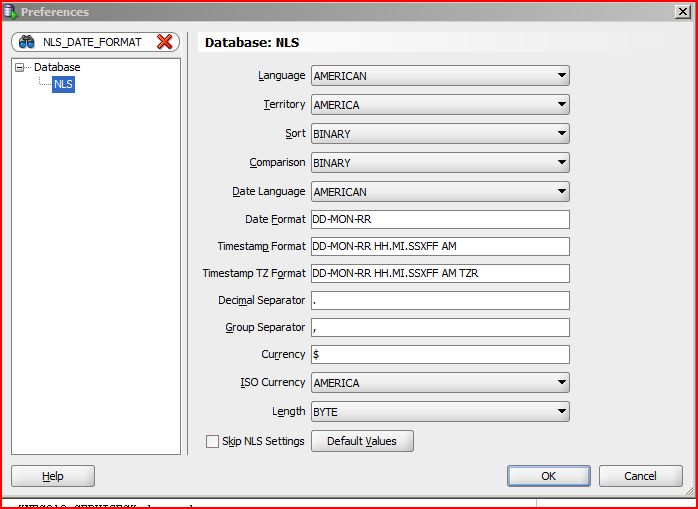 Preferences
NLS_DATE_FORMAT
Database
NLS
Database: NLS
Language AMERICAN
Territory AMERICA
Sort BINARY
Comparison BINARY
Date Language AMERICAN
Date Format DD-MON-RR
Timestamp Format DD-MON-RR HH.MI.SSXFF AM
Timestamp TZ Format DD-MON-RR HH.MI.SSXFF AM TZR
Decimal Separator .
Group Separator ,
Currency $
ISO Currency AMERICA
Length BYTE
Skip NLS Settings Default Values
Help OK Cancel